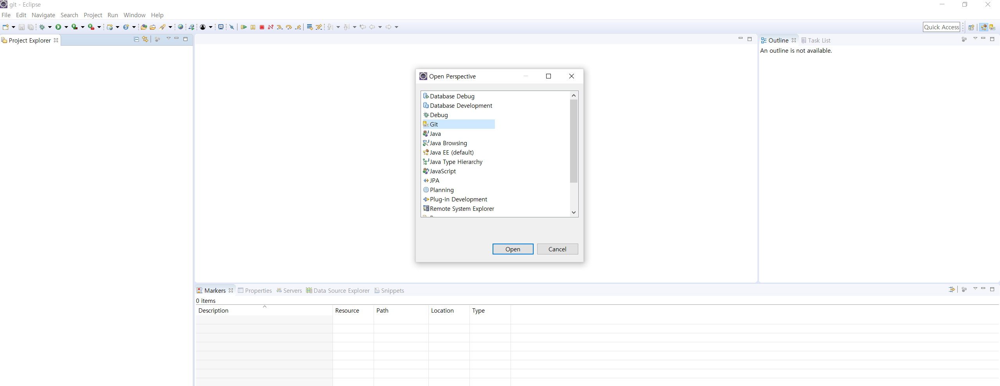 git - Eclipse
File Edit Navigate Search Project Run Window Help
Quick Access
Project Explorer
Outline Task List
An outline is not available.
Open Perspective
Database Debug
Database Development
Debug
Git
Java
Java Browsing
Java EE (default)
Java Type Hierarchy
JavaScript
JPA
Planning
Plug-in Development
Remote System Explorer
Open Cancel
Markers Properties Servers Data Source Explorer Snippets
0 items
Description Resource Path Location Type